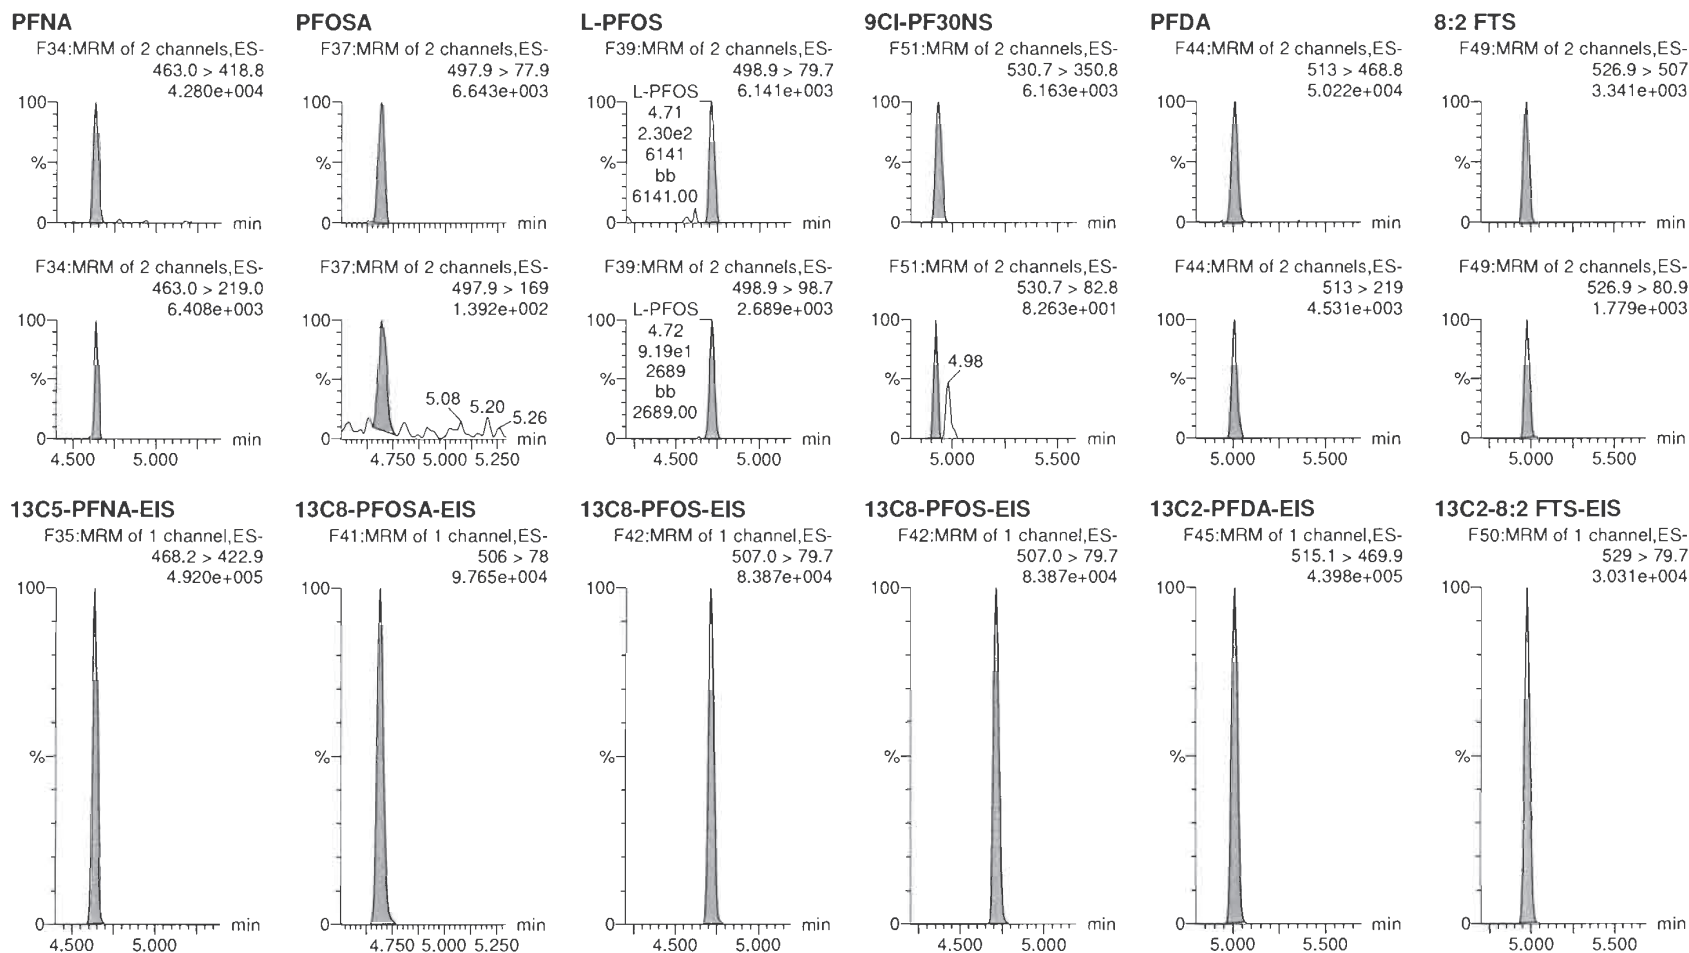 PFNA
F34:MRM of 2 channels,ES-
463.0 > 418.8
4.280e+004
100
%
0
min
F34:MRM of 2 channels,ES-
463.0 > 219.0
6.408e+003
100
%
0
min
4.500 5.000
PFOSA
F37:MRM of 2 channels,ES-
497.9 > 77.9
6.643e+003
100
%
0
min
F37:MRM of 2 channels,ES-
497.9 > 169
1.392e+002
100
%
5.08
5.20
5.26
0
min
4.750 5.000 5.250
L-PFOS
F39:MRM of 2 channels,ES-
498.9 > 79.7
6.141e+003
L-PFOS
100
4.71
2.30e2
%
6141
bb
6141.00
0
min
F39:MRM of 2 channels,ES-
498.9 > 98.7
2.689e+003
L-PFOS
100
4.72
9.19e1
%
2689
bb
2689.00
0
min
4.500 5.000
9Cl-PF30NS
F51:MRM of 2 channels,ES-
530.7 > 350.8
6.163e+003
100
%
0
min
F51:MRM of 2 channels,ES-
530.7 > 82.8
8.263e+001
100
4.98
%
0
min
5.000 5.500
PFDA
F44:MRM of 2 channels,ES-
513 > 468.8
5.022e+004
100
%
0
min
F44:MRM of 2 channels,ES-
513 > 219
4.531e+003
100
%
0
min
5.000 5.500
8:2 FTS
F49:MRM of 2 channels,ES-
526.9 > 507
3.341e+003
100
%
0
min
F49:MRM of 2 channels,ES-
526.9 > 80.9
1.779e+003
100
%
0
min
5.000 5.500
13C5-PFNA-EIS
F35:MRM of 1 channel,ES-
468.2 > 422.9
4.920e+005
100
%
0
min
4.500 5.000
13C8-PFOSA-EIS
F41:MRM of 1 channel,ES-
506 > 78
9.765e+004
100
%
0
min
4.750 5.000 5.250
13C8-PFOS-EIS
F42:MRM of 1 channel,ES-
507.0 > 79.7
8.387e+004
100
%
0
min
4.500 5.000
13C8-PFOS-EIS
F42:MRM of 1 channel,ES-
507.0 > 79.7
8.387e+004
100
%
0
min
4.500 5.000
13C2-PFDA-EIS
F45:MRM of 1 channel,ES-
515.1 > 469.9
4.398e+005
100
%
0
min
5.000 5.500
13C2-8:2 FTS-EIS
F50:MRM of 1 channel,ES-
529 > 79.7
3.031e+004
100
%
0
min
5.000 5.500